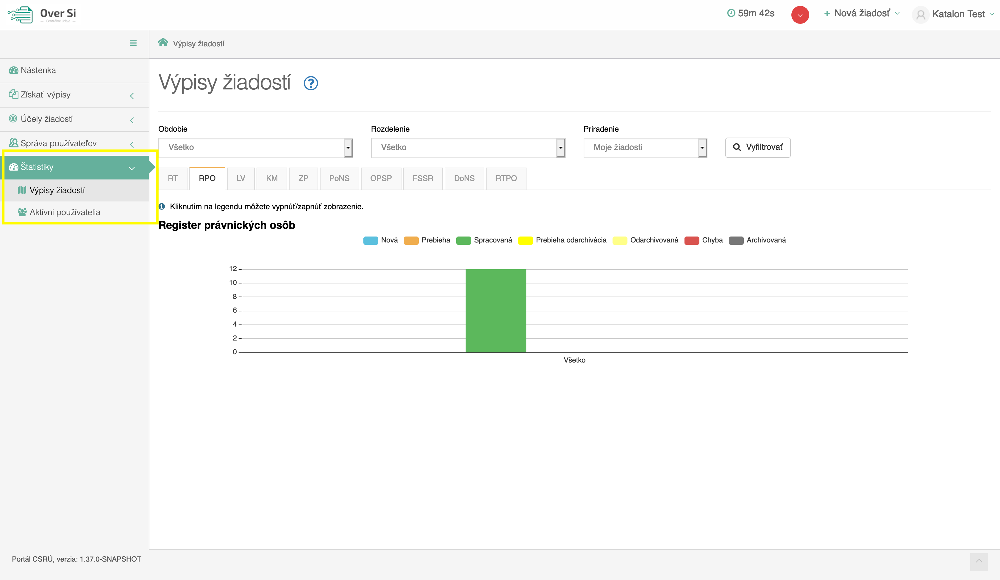 Over Si
— Centrálne údaje —
59m 42s
Nová žiadosť
Katalon Test
Výpisy žiadostí
Nástenka
Získať výpisy
Účely žiadostí
Správa používateľov
Štatistiky
Výpisy žiadostí
Aktívni používatelia
Výpisy žiadostí
Obdobie Rozdelenie Priradenie
Všetko Všetko Moje žiadosti Vyfiltrovať
RT RPO LV KM ZP PoNS OPSP FSSR DoNS RTPO
Kliknutím na legendu môžete vypnúť/zapnúť zobrazenie.
Register právnických osôb
Nová Prebieha Spracovaná Prebieha odarchivácia Odarchivovaná Chyba Archivovaná
12
10
8
6
4
2
0
Všetko
Portál CSRÚ, verzia: 1.37.0-SNAPSHOT